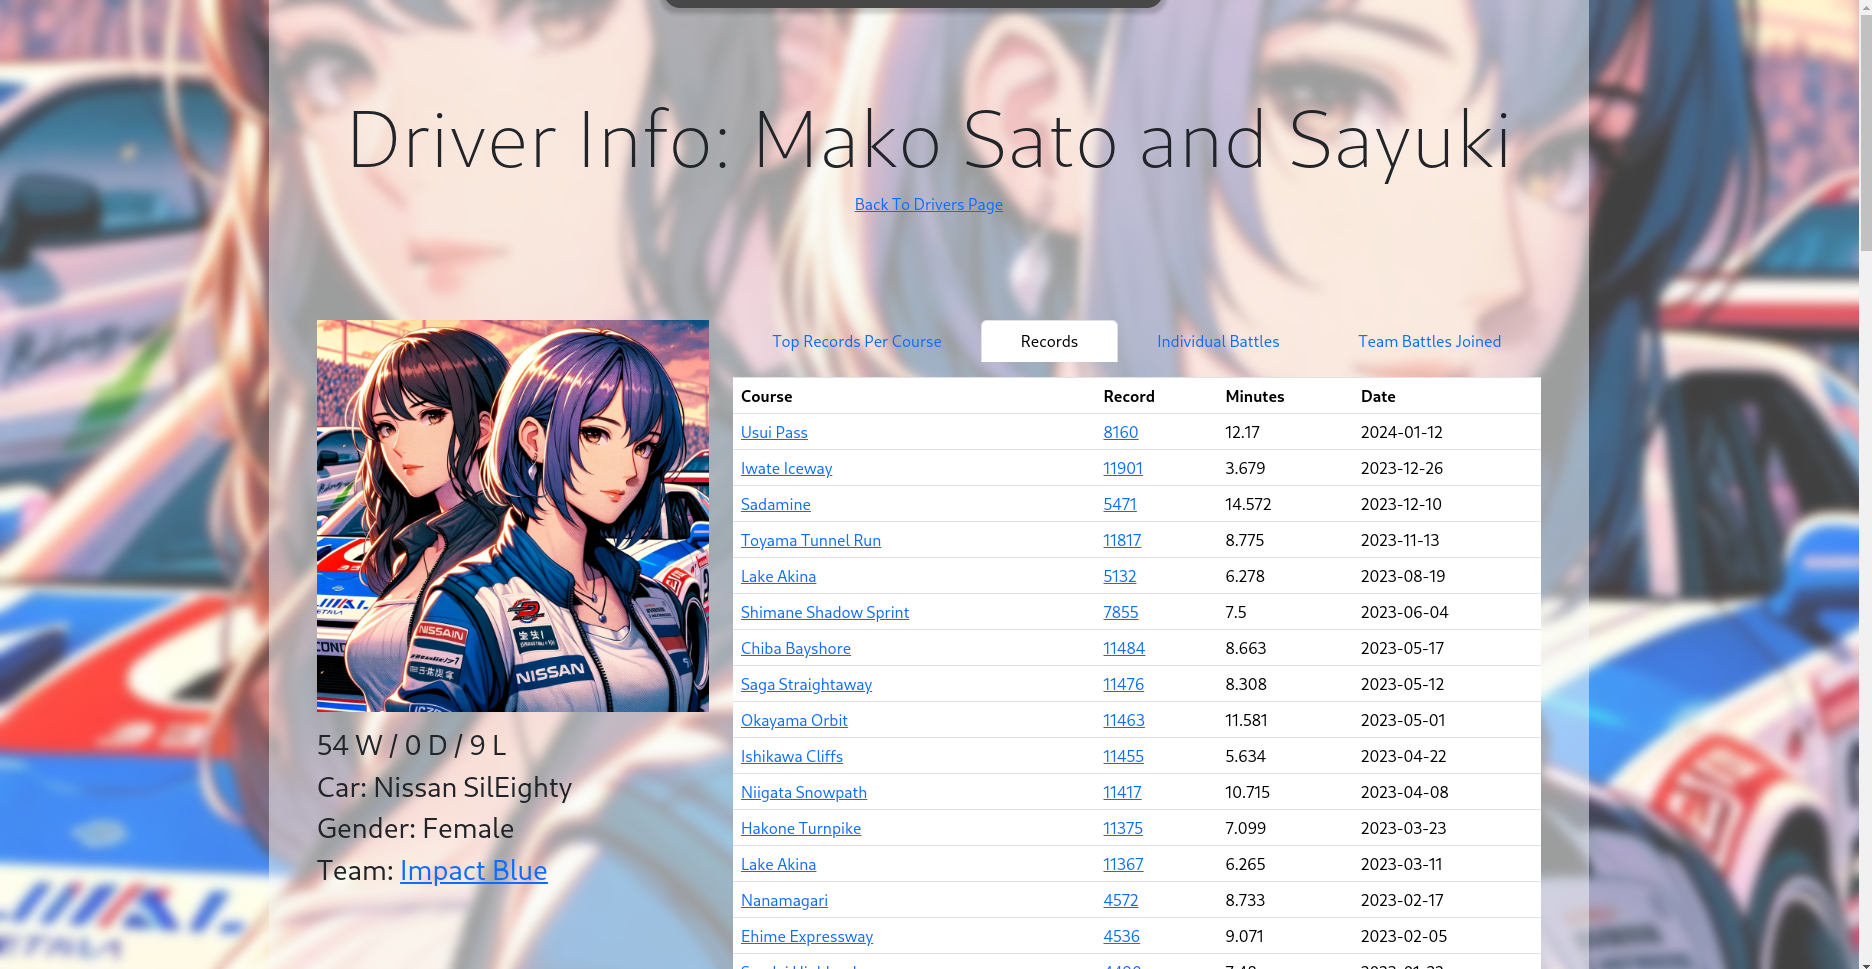 Driver Info: Mako Sato and Sayuki
Back To Drivers Page
NISSAIN
NISSAN
54 W / 0 D / 9 L
Car: Nissan SilEighty
Gender: Female
Team: Impact Blue
Top Records Per Course Records Individual Battles Team Battles Joined
Course Record Minutes Date
Usui Pass 8160 12.17 2024-01-12
Iwate Iceway 11901 3.679 2023-12-26
Sadamine 5471 14.572 2023-12-10
Toyama Tunnel Run 11817 8.775 2023-11-13
Lake Akina 5132 6.278 2023-08-19
Shimane Shadow Sprint 7855 7.5 2023-06-04
Chiba Bayshore 11484 8.663 2023-05-17
Saga Straightaway 11476 8.308 2023-05-12
Okayama Orbit 11463 11.581 2023-05-01
Ishikawa Cliffs 11455 5.634 2023-04-22
Niigata Snowpath 11417 10.715 2023-04-08
Hakone Turnpike 11375 7.099 2023-03-23
Lake Akina 11367 6.265 2023-03-11
Nanamagari 4572 8.733 2023-02-17
Ehime Expressway 4536 9.071 2023-02-05